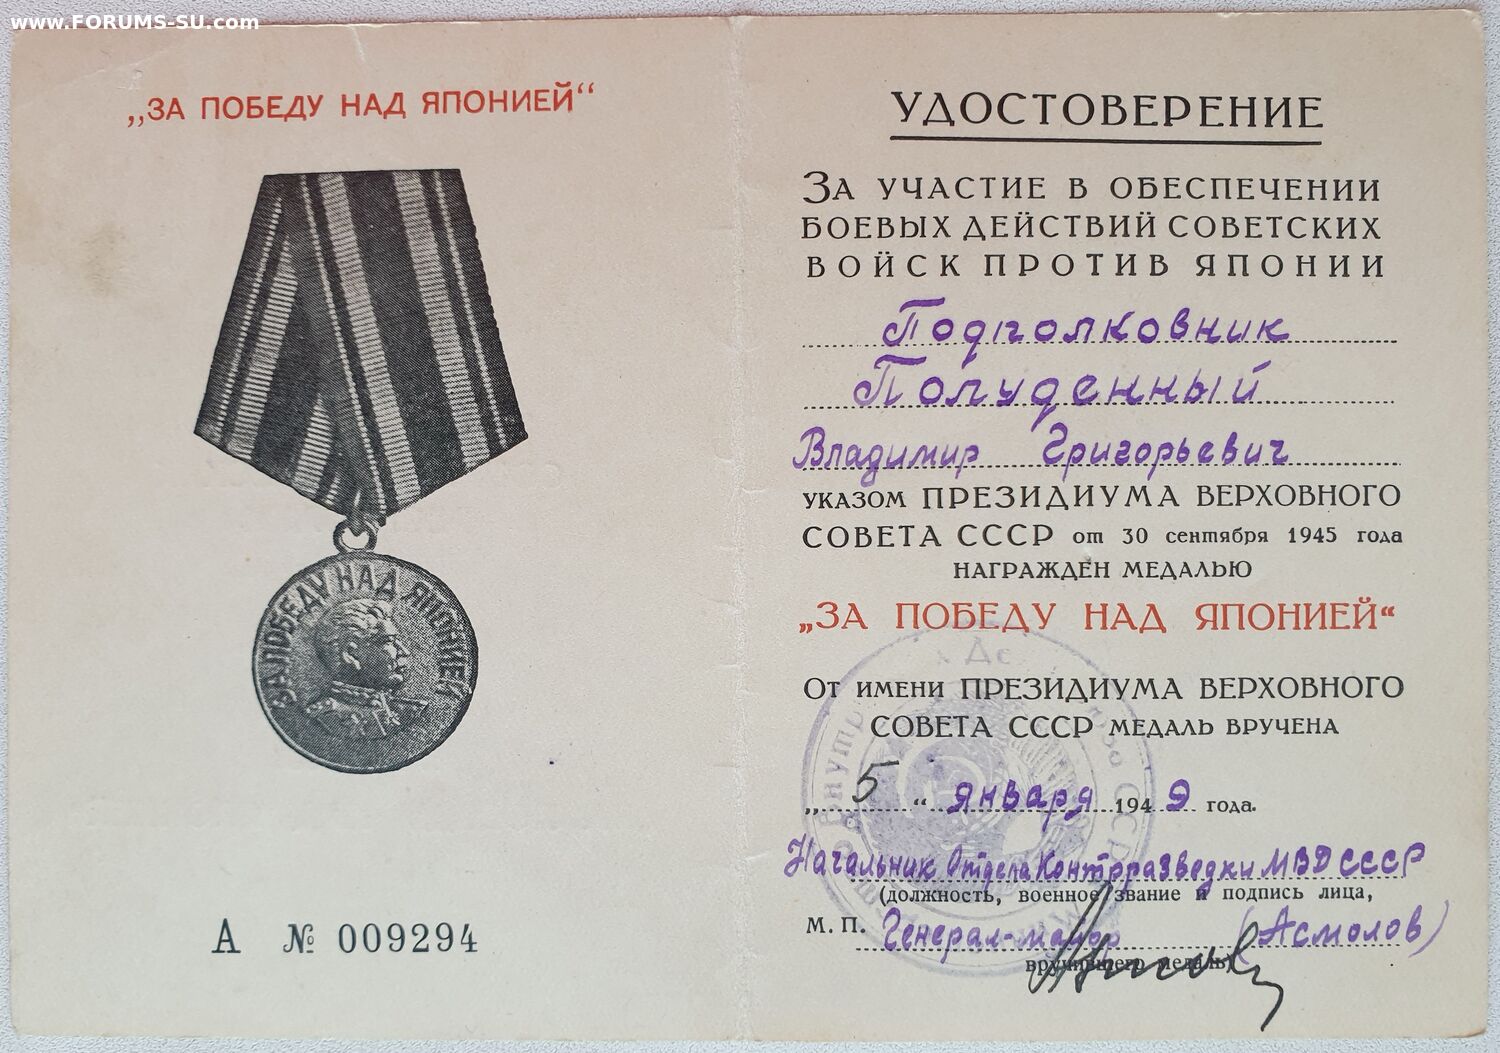 www.FORUMS-SU.com
„ЗА ПОБЕДУ НАД ЯПОНИЕЙ“
ЗА ПОБЕДУ НАД ЯПОНИЕЙ
А № 009294
УДОСТОВЕРЕНИЕ
ЗА УЧАСТИЕ В ОБЕСПЕЧЕНИИ
БОЕВЫХ ДЕЙСТВИЙ СОВЕТСКИХ
ВОЙСК ПРОТИВ ЯПОНИИ
Подполковник
Полуденный
Владимир Григорьевич
УКАЗОМ ПРЕЗИДИУМА ВЕРХОВНОГО
СОВЕТА СССР от 30 сентября 1945 года
НАГРАЖДЕН МЕДАЛЬЮ
„ЗА ПОБЕДУ НАД ЯПОНИЕЙ“
ОТ ИМЕНИ ПРЕЗИДИУМА ВЕРХОВНОГО
СОВЕТА СССР МЕДАЛЬ ВРУЧЕНА
„ 5 “ января 1949 года.
Начальник Отдела Контрразведки МВД СССР
(должность, военное звание и подпись лица,
М. П. Генерал-майор (Асмолов)
вручившего медаль)